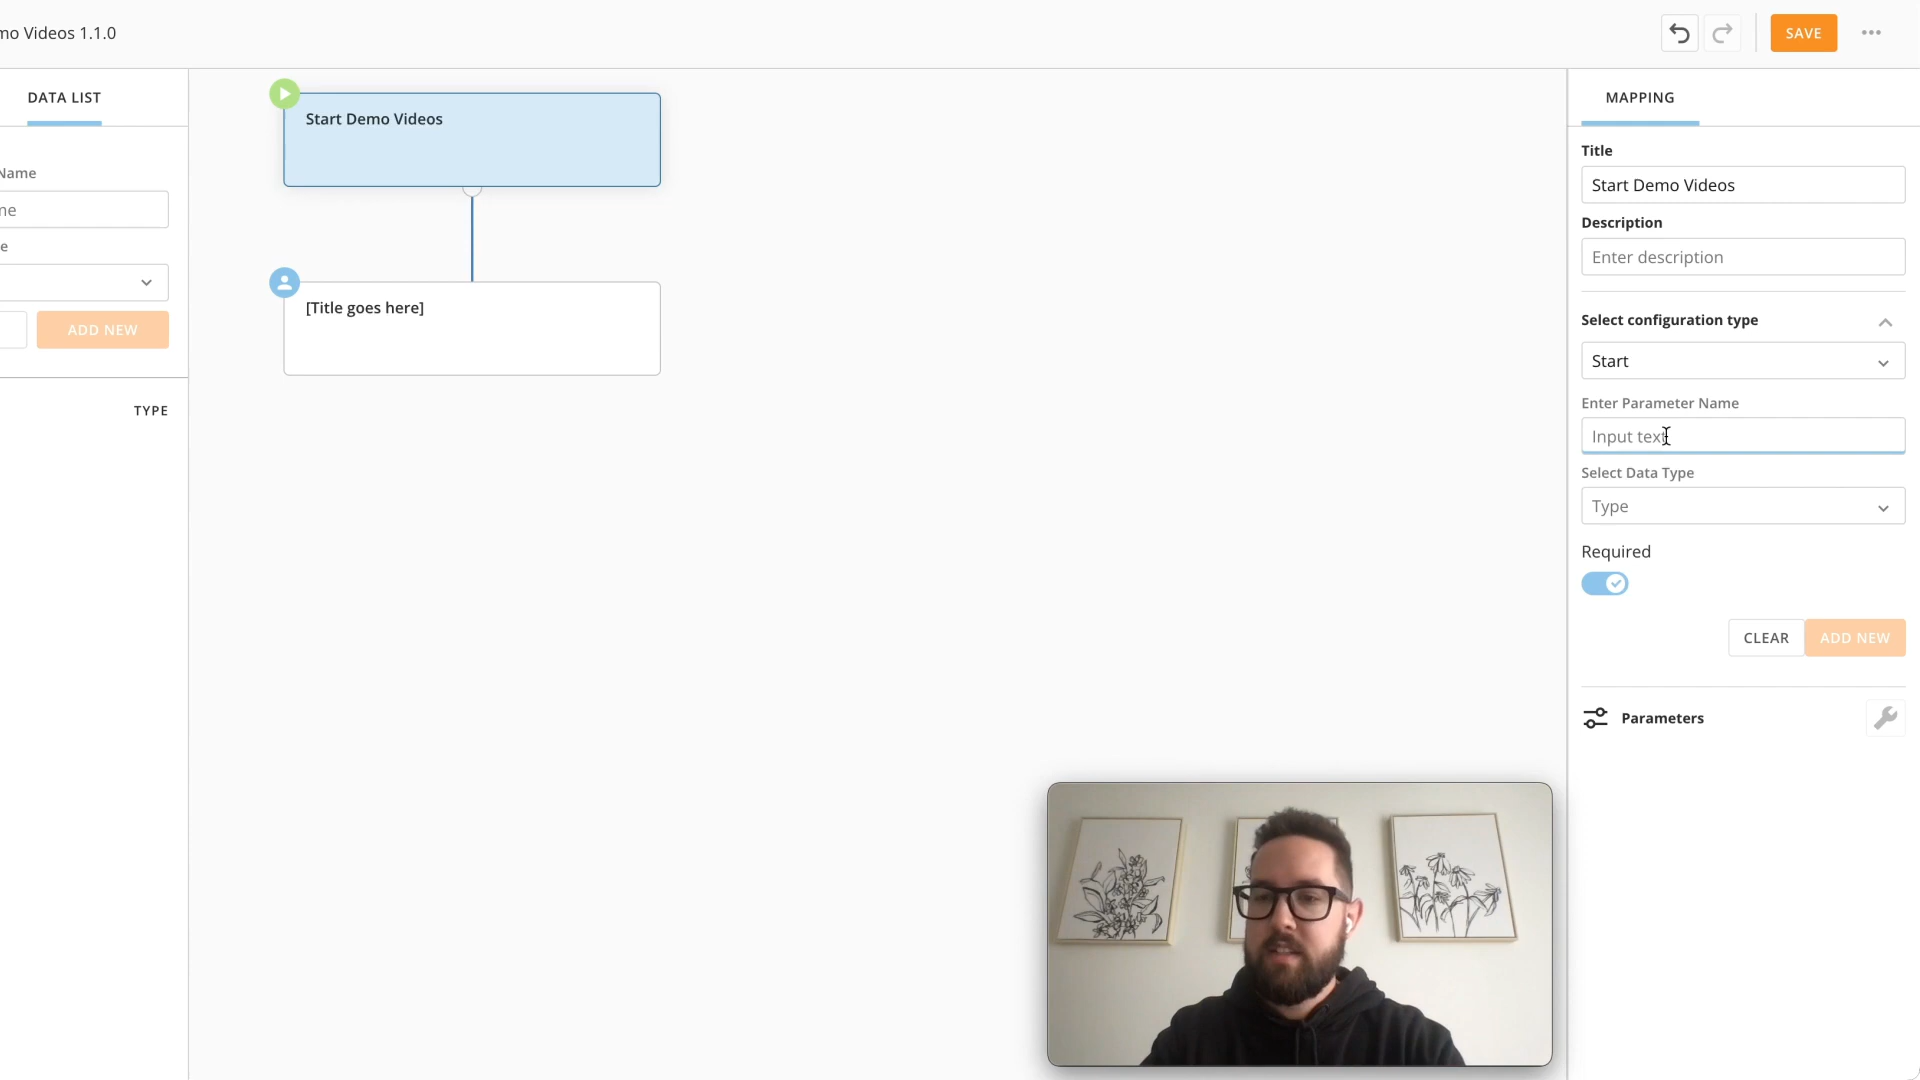 mo Videos 1.1.0
SAVE
DATA LIST
Name
me
e
ADD NEW
TYPE
Start Demo Videos
[Title goes here]
MAPPING
Title
Start Demo Videos
Description
Enter description
Select configuration type
Start
Enter Parameter Name
Input text
Select Data Type
Type
Required
CLEAR
ADD NEW
Parameters